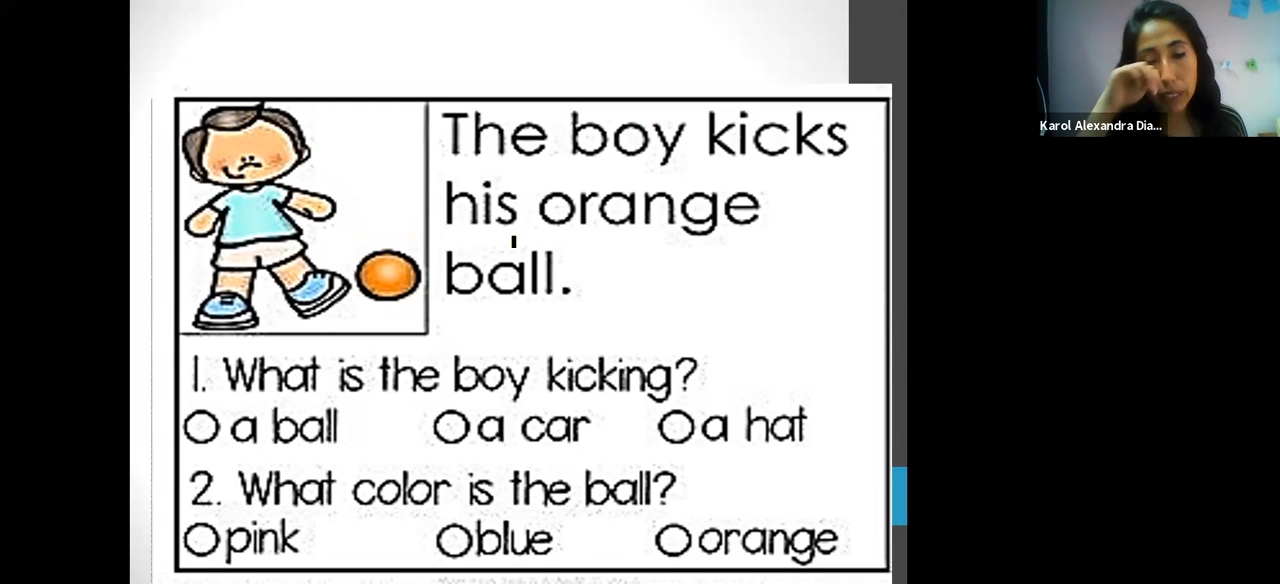 Karol Alexandra Dia...
The boy kicks
his orange
ball.
1. What is the boy kicking?
a ball a car a hat
2. What color is the ball?
pink blue orange